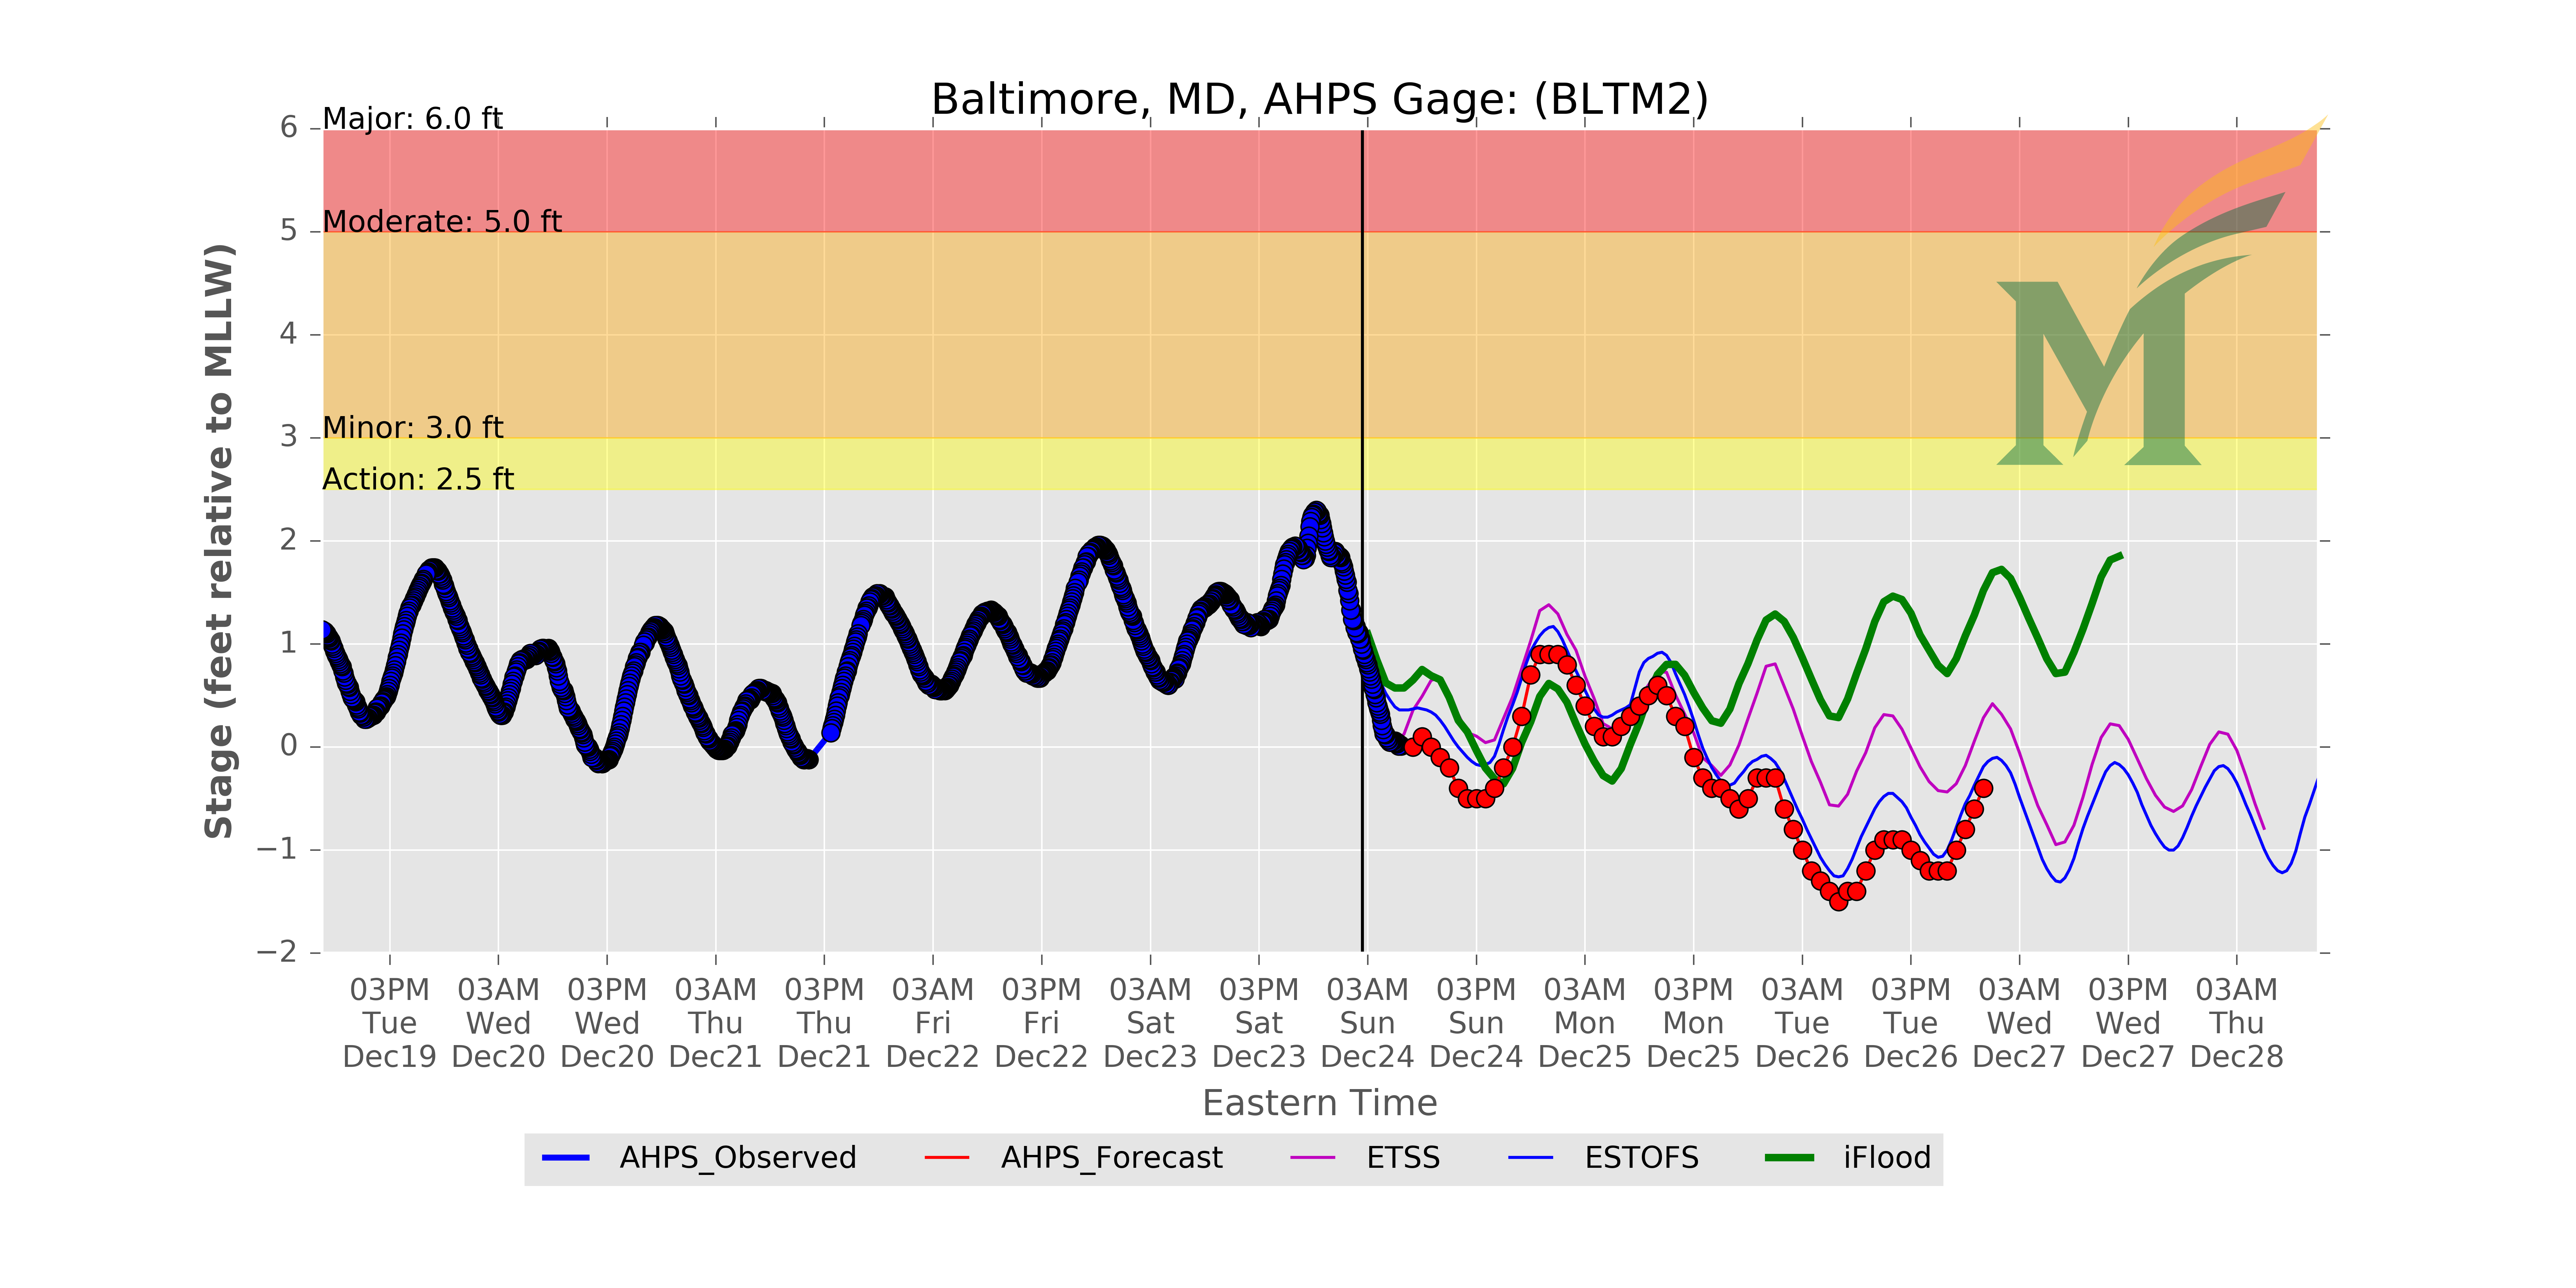 Baltimore, MD, AHPS Gage: (BLTM2)
Major: 6.0 ft
Moderate: 5.0 ft
Minor: 3.0 ft
Action: 2.5 ft
6
5
4
3
2
1
0
−1
−2
Stage (feet relative to MLLW)
03PM 03AM 03PM 03AM 03PM 03AM 03PM 03AM 03PM 03AM 03PM 03AM 03PM 03AM 03PM 03AM 03PM 03AM
Tue Wed Wed Thu Thu Fri Fri Sat Sat Sun Sun Mon Mon Tue Tue Wed Wed Thu
Dec19 Dec20 Dec20 Dec21 Dec21 Dec22 Dec22 Dec23 Dec23 Dec24 Dec24 Dec25 Dec25 Dec26 Dec26 Dec27 Dec27 Dec28
Eastern Time
AHPS_Observed AHPS_Forecast ETSS ESTOFS iFlood
M